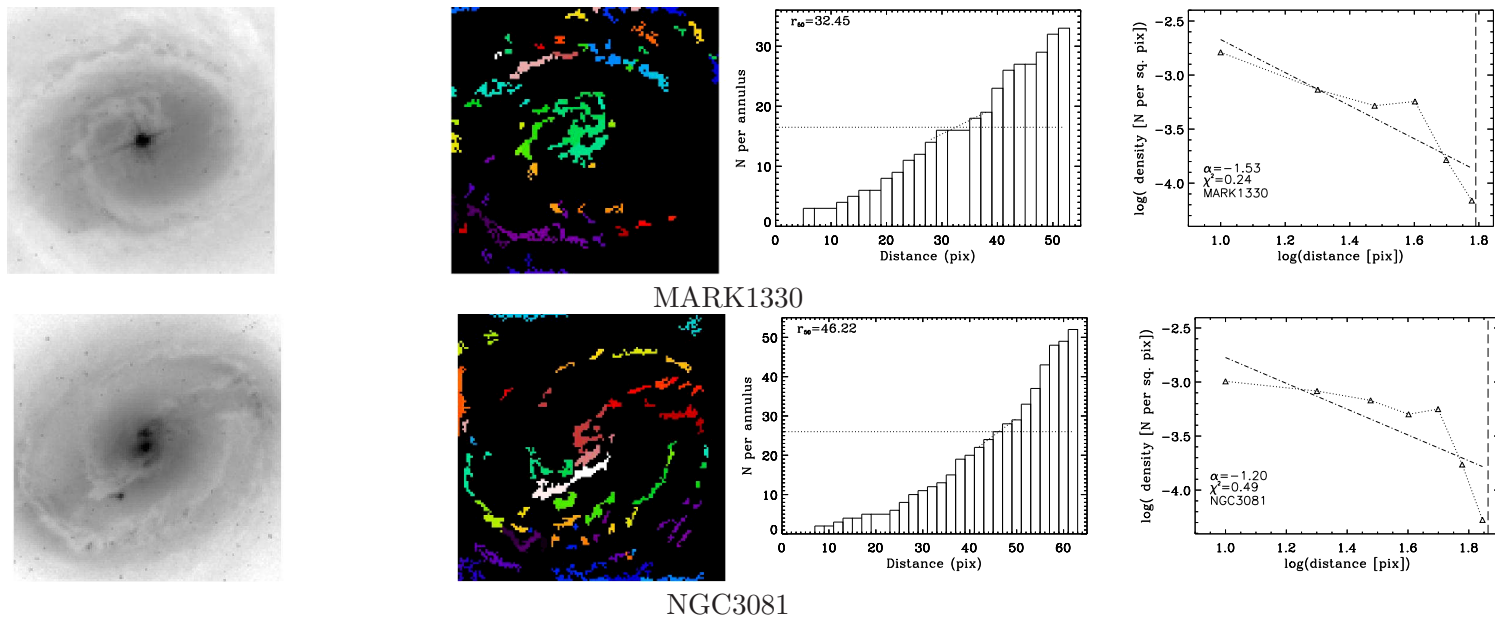 r₅₀=32.45
N per annulus
30
20
10
0
0 10 20 30 40 50
Distance (pix)
log( density [N per sq. pix])
-2.5
-3.0
-3.5
-4.0
α=-1.53
χ²=0.24
MARK1330
1.0 1.2 1.4 1.6 1.8
log(distance [pix])
MARK1330
r₅₀=46.22
N per annulus
50
40
30
20
10
0
0 10 20 30 40 50 60
Distance (pix)
log( density [N per sq. pix])
-2.5
-3.0
-3.5
-4.0
α=-1.20
χ²=0.49
NGC3081
1.0 1.2 1.4 1.6 1.8
log(distance [pix])
NGC3081